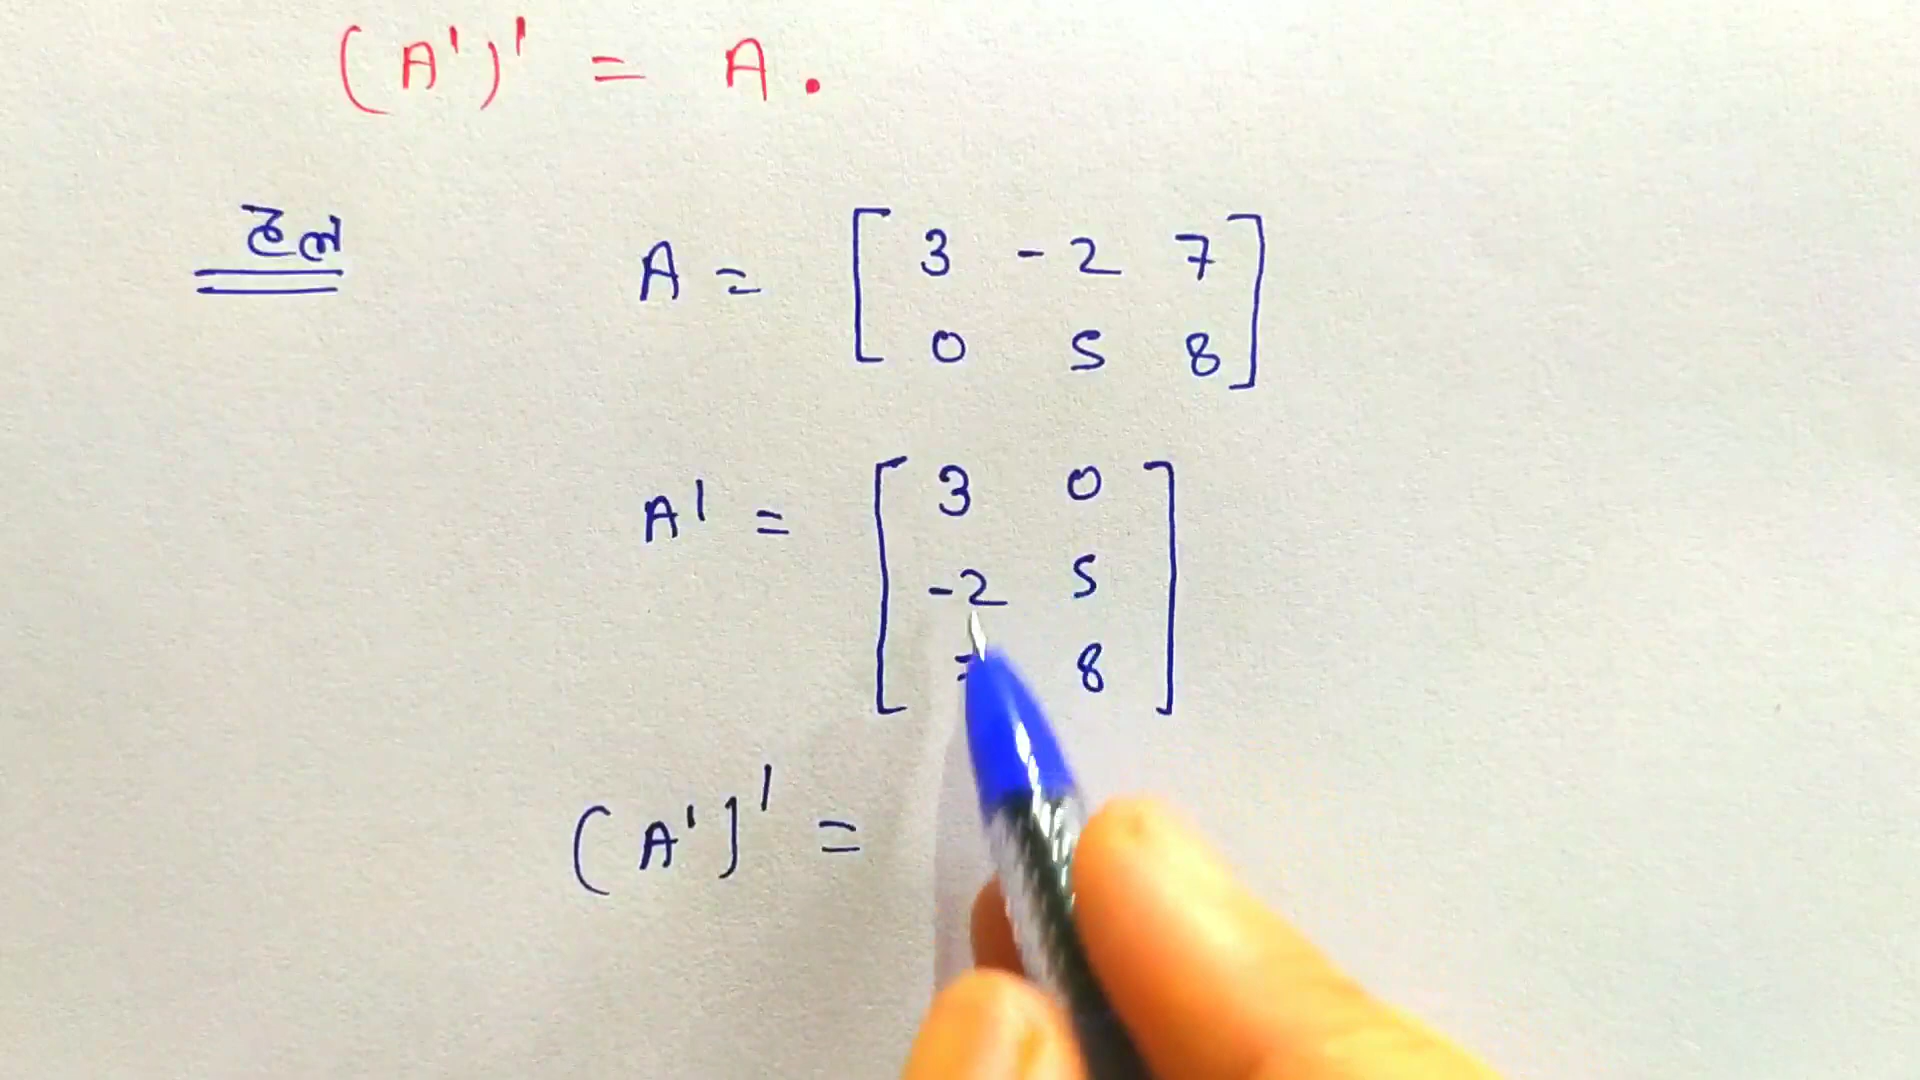 (A')' = A.
हल A = [ 3 -2 7
0 5 8 ]
A' = [ 3 0
-2 5
8 ]
(A')' =